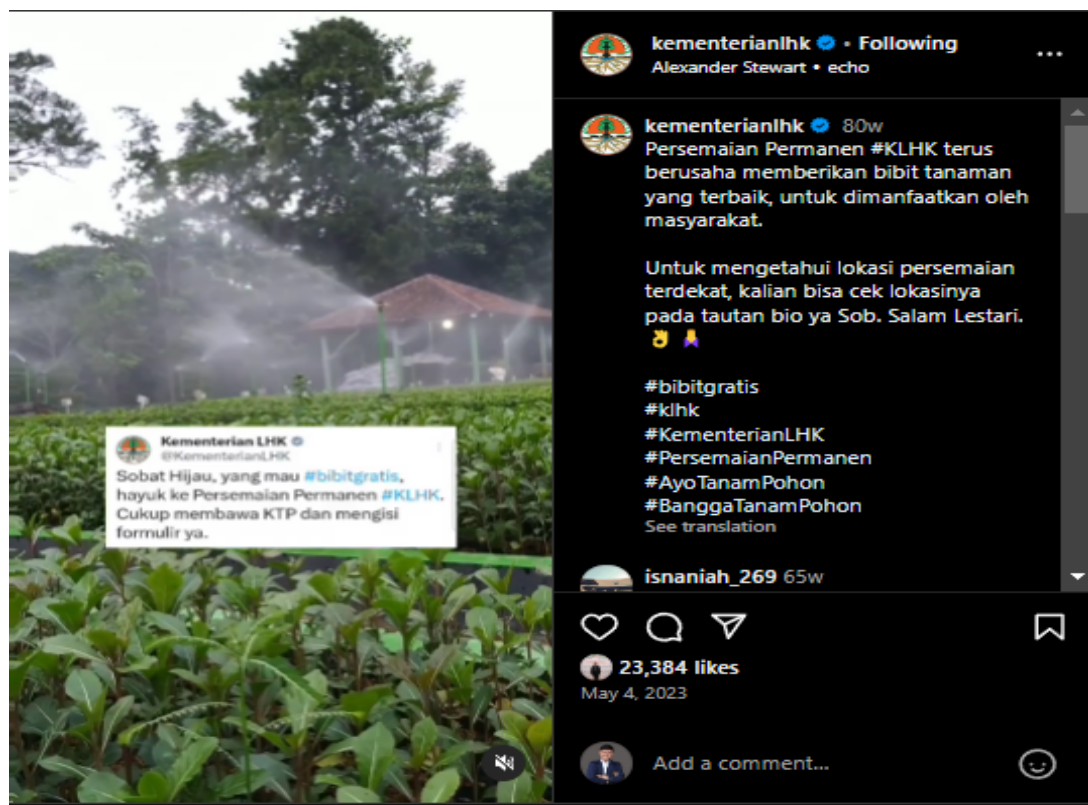 kementerianlhk • Following
Alexander Stewart • echo
kementerianlhk 80w
Persemaian Permanen #KLHK terus
berusaha memberikan bibit tanaman
yang terbaik, untuk dimanfaatkan oleh
masyarakat.
Untuk mengetahui lokasi persemaian
terdekat, kalian bisa cek lokasinya
pada tautan bio ya Sob. Salam Lestari.
#bibitgratis
#klhk
#KementerianLHK
#PersemaianPermanen
#AyoTanamPohon
#BanggaTanamPohon
See translation
isnaniah_269 65w
23,384 likes
May 4, 2023
Add a comment...
Kementerian LHK
@KementerianLHK
Sobat Hijau, yang mau #bibitgratis,
hayuk ke Persemaian Permanen #KLHK.
Cukup membawa KTP dan mengisi
formulir ya.